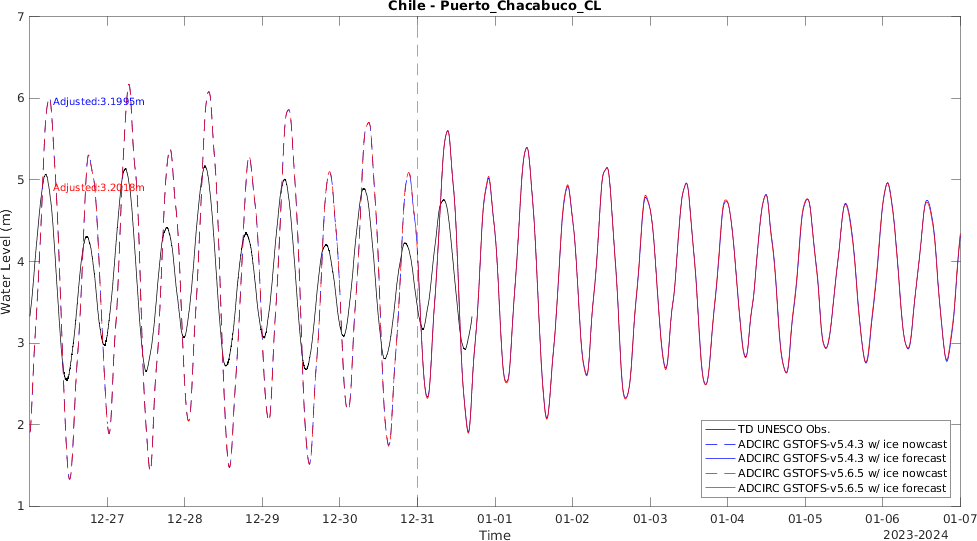 Chile - Puerto_Chacabuco_CL
7
6
5
4
3
2
1
Water Level (m)
Adjusted:3.1995m
Adjusted:3.2018m
TD UNESCO Obs.
ADCIRC GSTOFS-v5.4.3 w/ ice nowcast
ADCIRC GSTOFS-v5.4.3 w/ ice forecast
ADCIRC GSTOFS-v5.6.5 w/ ice nowcast
ADCIRC GSTOFS-v5.6.5 w/ ice forecast
12-27 12-28 12-29 12-30 12-31 01-01 01-02 01-03 01-04 01-05 01-06 01-07
Time
2023-2024